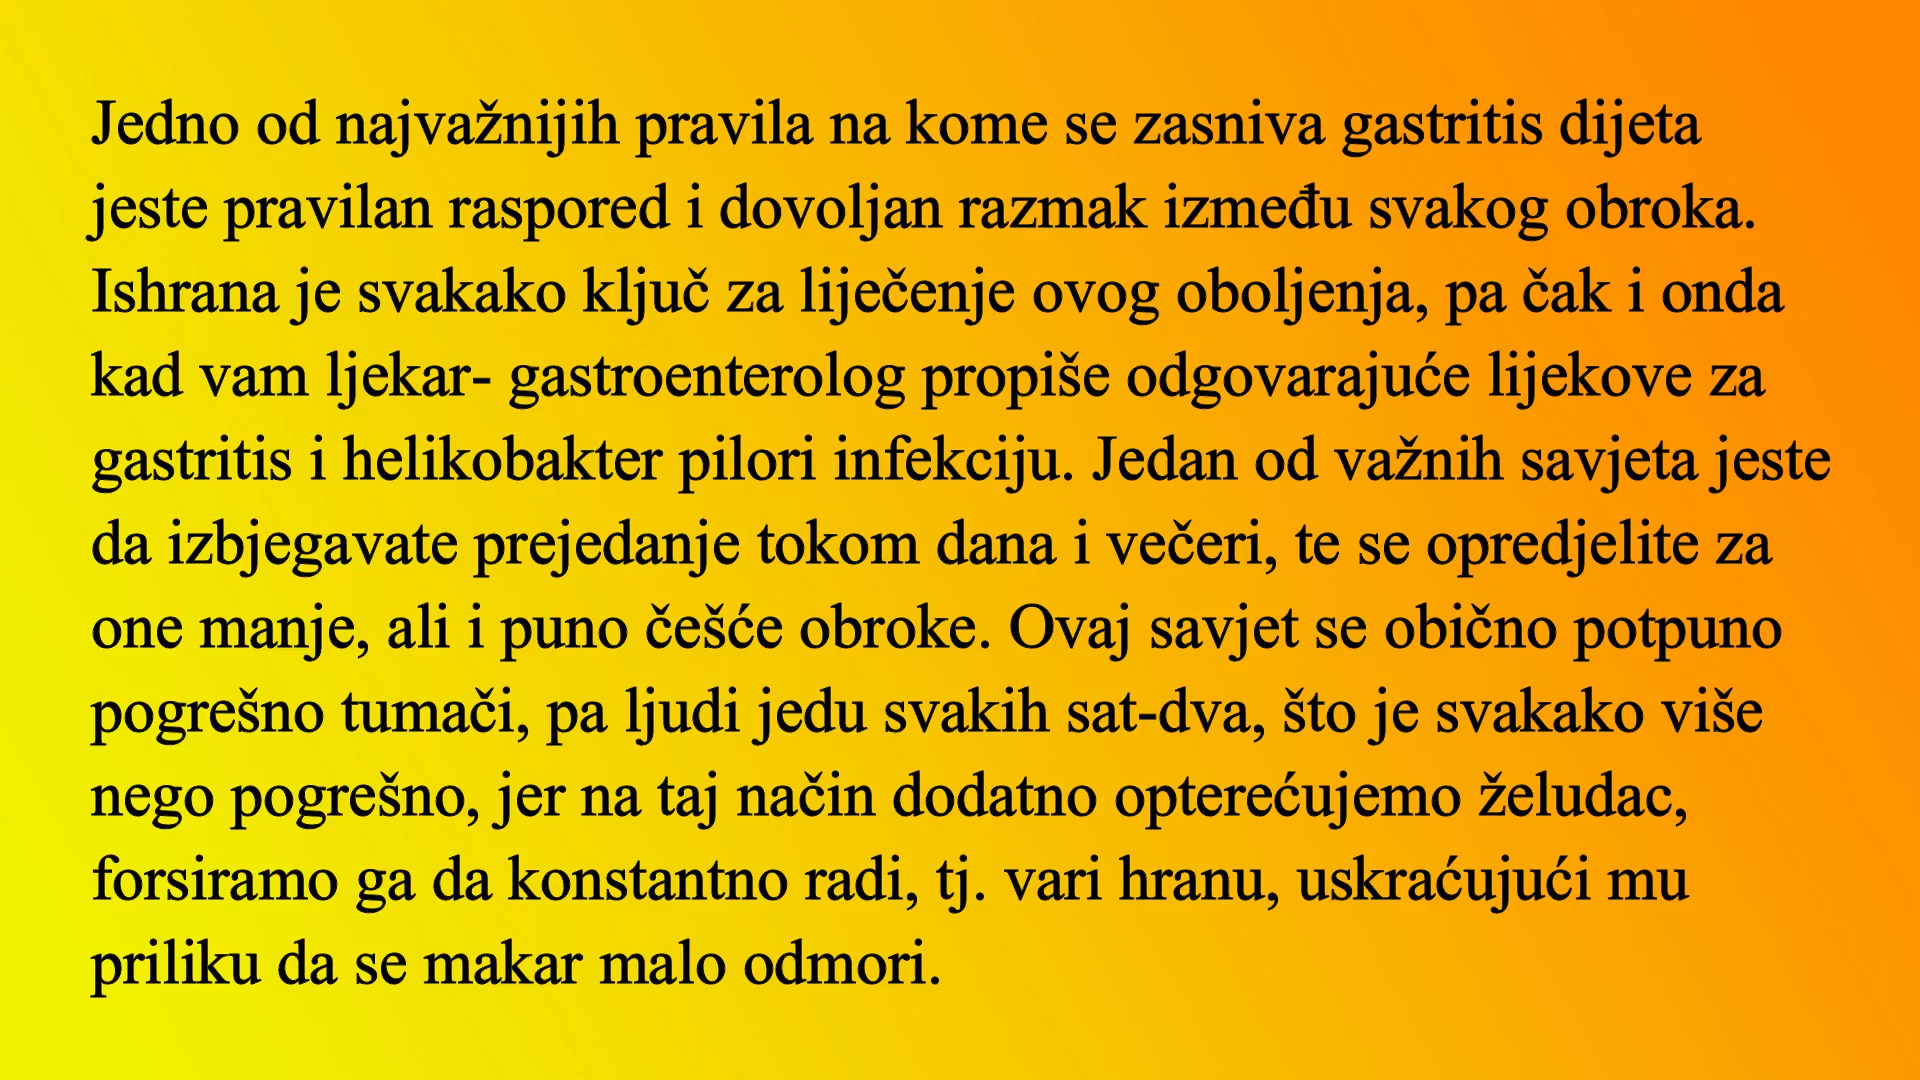 Jedno od najvažnijih pravila na kome se zasniva gastritis dijeta
jeste pravilan raspored i dovoljan razmak između svakog obroka.
Ishrana je svakako ključ za liječenje ovog oboljenja, pa čak i onda
kad vam ljekar- gastroenterolog propiše odgovarajuće lijekove za
gastritis i helikobakter pilori infekciju. Jedan od važnih savjeta jeste
da izbjegavate prejedanje tokom dana i večeri, te se opredjelite za
one manje, ali i puno češće obroke. Ovaj savjet se obično potpuno
pogrešno tumači, pa ljudi jedu svakih sat-dva, što je svakako više
nego pogrešno, jer na taj način dodatno opterećujemo želudac,
forsiramo ga da konstantno radi, tj. vari hranu, uskraćujući mu
priliku da se makar malo odmori.